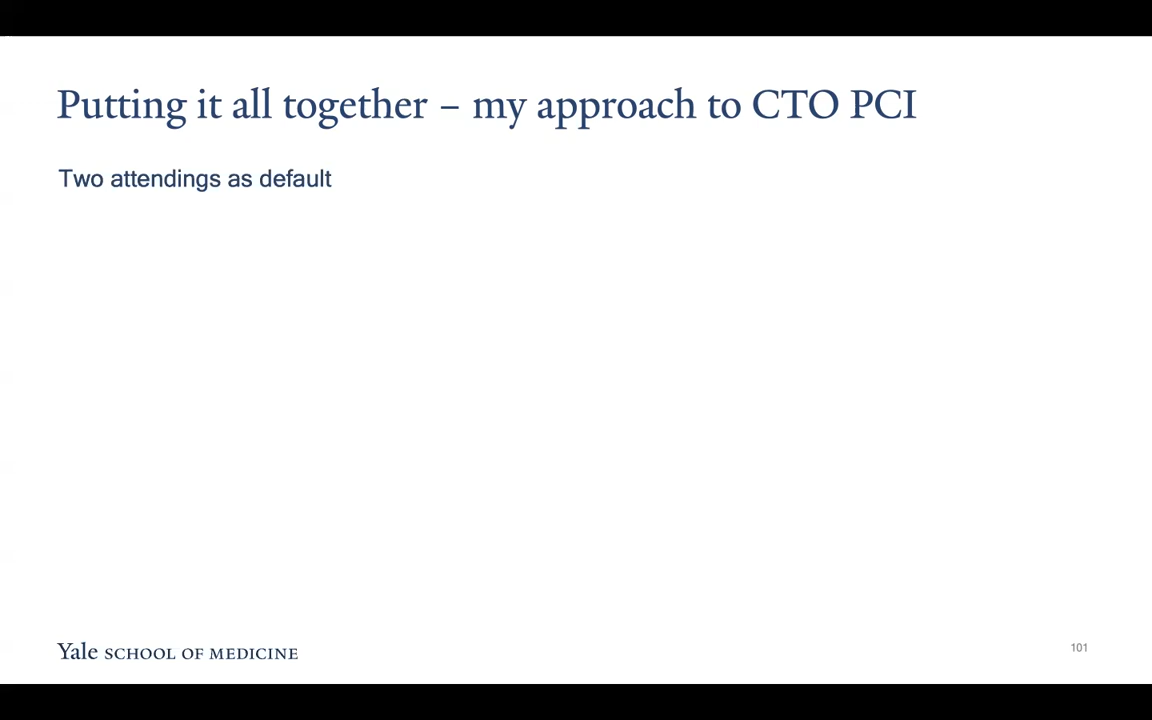 Putting it all together – my approach to CTO PCI
Two attendings as default
Yale SCHOOL OF MEDICINE
101